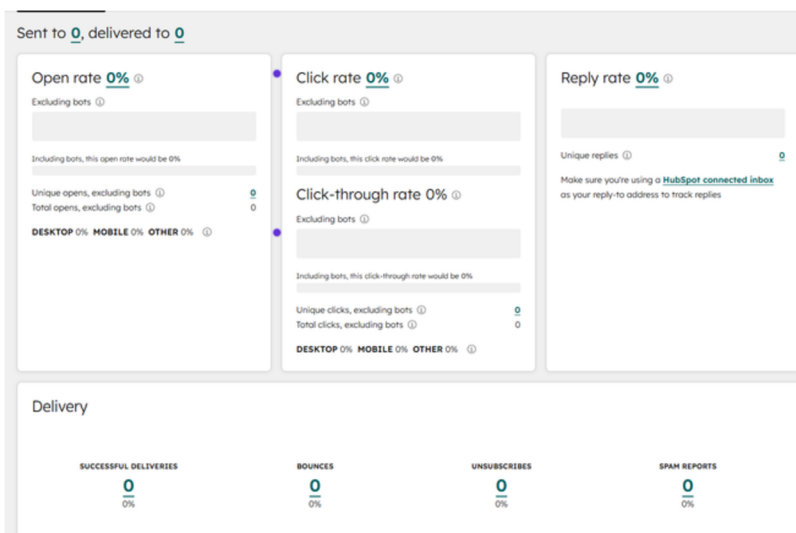 Sent to 0, delivered to 0
Open rate 0%
Excluding bots
Including bots, this open rate would be 0%
Unique opens, excluding bots 0
Total opens, excluding bots 0
DESKTOP 0% MOBILE 0% OTHER 0%
Click rate 0%
Excluding bots
Including bots, this click rate would be 0%
Click-through rate 0%
Excluding bots
Including bots, this click-through rate would be 0%
Unique clicks, excluding bots 0
Total clicks, excluding bots 0
DESKTOP 0% MOBILE 0% OTHER 0%
Reply rate 0%
Unique replies 0
Make sure you're using a HubSpot connected inbox
as your reply-to address to track replies
Delivery
SUCCESSFUL DELIVERIES BOUNCES UNSUBSCRIBES SPAM REPORTS
0 0 0 0
0% 0% 0% 0%